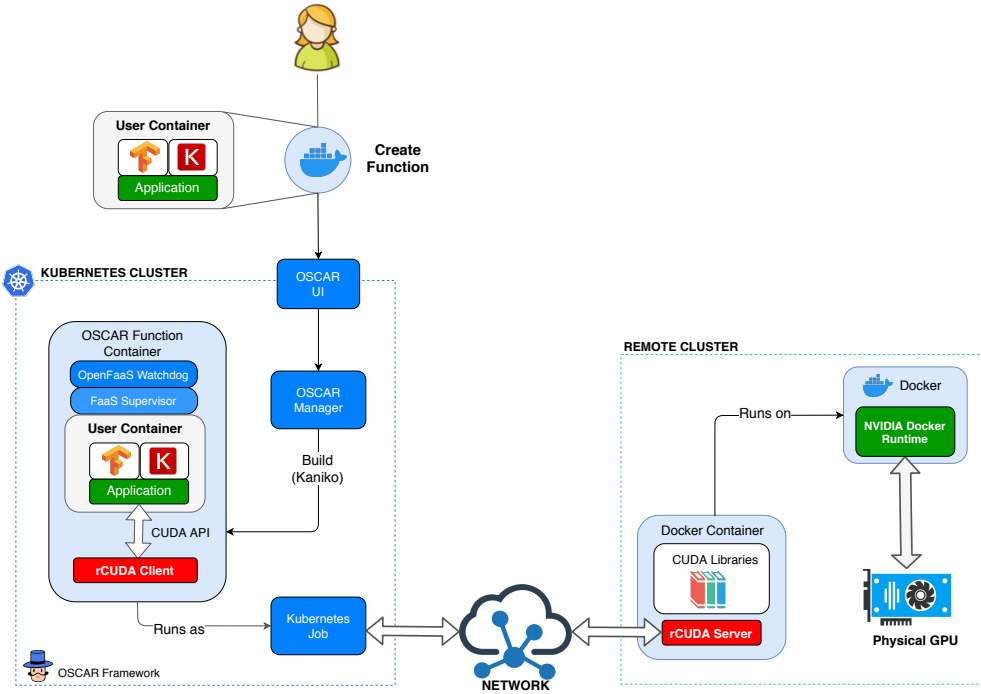 User Container
K
Application
Create
Function
KUBERNETES CLUSTER
OSCAR
UI
OSCAR Function
Container
OpenFaaS Watchdog
FaaS Supervisor
User Container
K
Application
CUDA API
rCUDA Client
OSCAR
Manager
Build
(Kaniko)
Runs as
Kubernetes
Job
OSCAR Framework
NETWORK
REMOTE CLUSTER
Docker
NVIDIA Docker
Runtime
Runs on
Docker Container
CUDA Libraries
rCUDA Server
Physical GPU